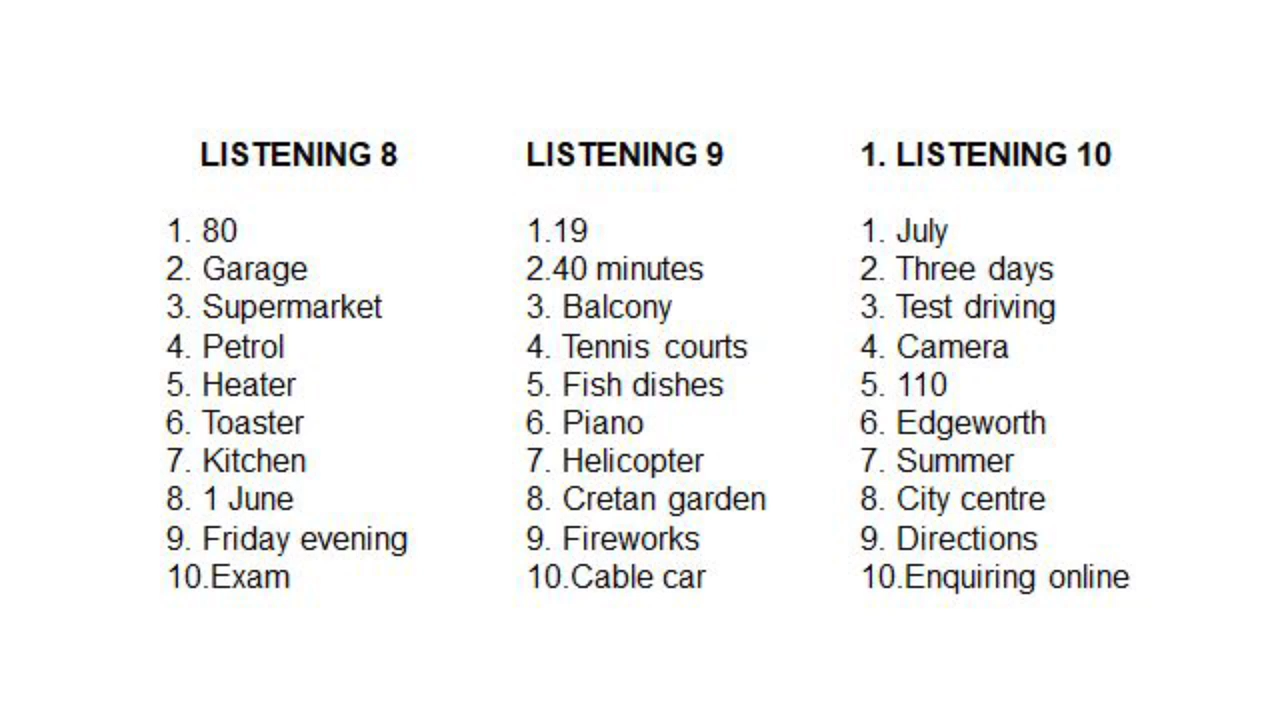 LISTENING 8
1. 80
2. Garage
3. Supermarket
4. Petrol
5. Heater
6. Toaster
7. Kitchen
8. 1 June
9. Friday evening
10.Exam
LISTENING 9
1.19
2.40 minutes
3. Balcony
4. Tennis courts
5. Fish dishes
6. Piano
7. Helicopter
8. Cretan garden
9. Fireworks
10.Cable car
1. LISTENING 10
1. July
2. Three days
3. Test driving
4. Camera
5. 110
6. Edgeworth
7. Summer
8. City centre
9. Directions
10.Enquiring online